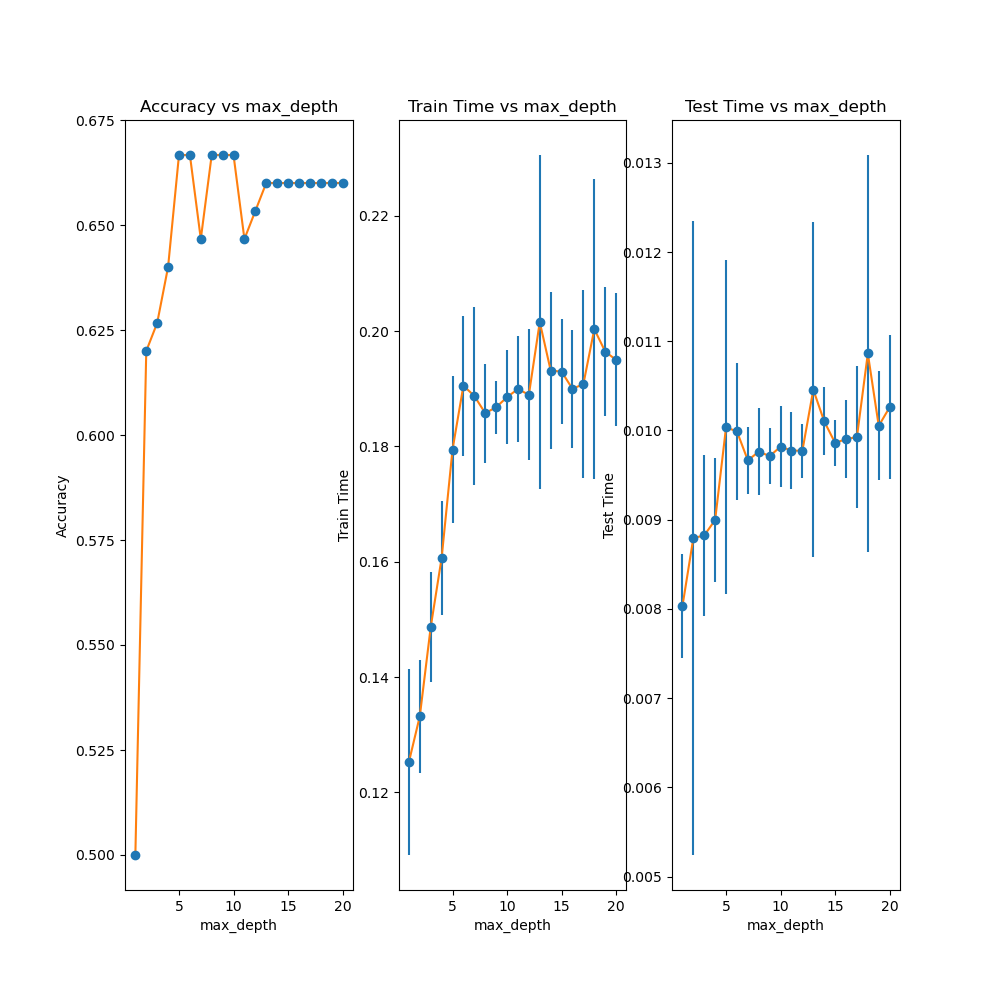 Accuracy vs max_depth
Accuracy
0.675
0.650
0.625
0.600
0.575
0.550
0.525
0.500
5 10 15 20
max_depth
Train Time vs max_depth
Train Time
0.22
0.20
0.18
0.16
0.14
0.12
5 10 15 20
max_depth
Test Time vs max_depth
Test Time
0.013
0.012
0.011
0.010
0.009
0.008
0.007
0.006
0.005
5 10 15 20
max_depth